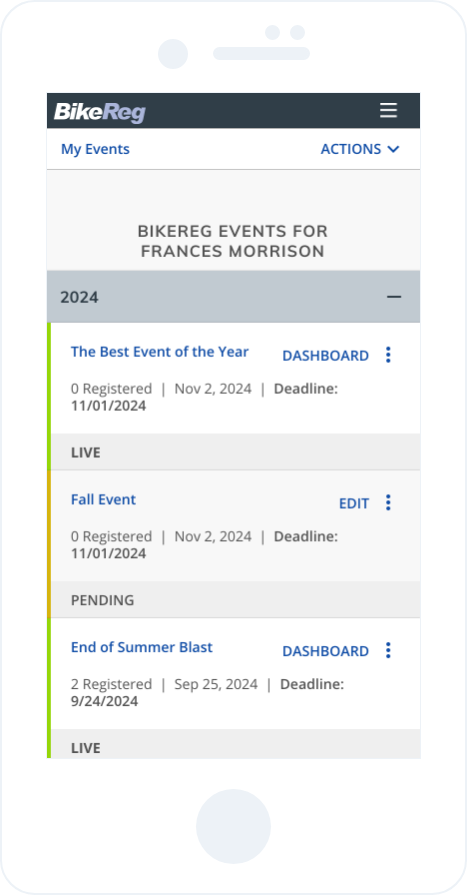 BikeReg
My Events ACTIONS
BIKEREG EVENTS FOR
FRANCES MORRISON
2024
The Best Event of the Year DASHBOARD
0 Registered | Nov 2, 2024 | Deadline:
11/01/2024
LIVE
Fall Event EDIT
0 Registered | Nov 2, 2024 | Deadline:
11/01/2024
PENDING
End of Summer Blast DASHBOARD
2 Registered | Sep 25, 2024 | Deadline:
9/24/2024
LIVE